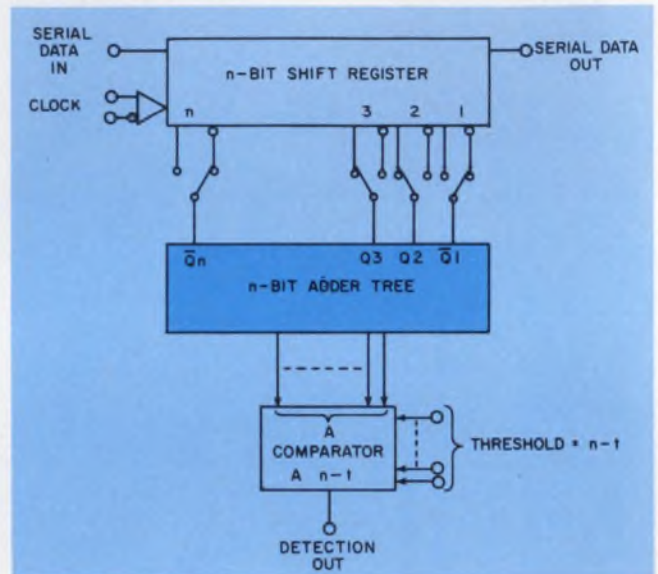 SERIAL
DATA
IN
SERIAL DATA
OUT
n-BIT SHIFT REGISTER
CLOCK
n 3 2 1
Q̅n Q3 Q2 Q̅1
n-BIT ADDER TREE
A
COMPARATOR
A n-t
THRESHOLD = n-t
DETECTION
OUT